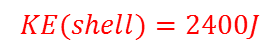 KE(shell) = 2400J